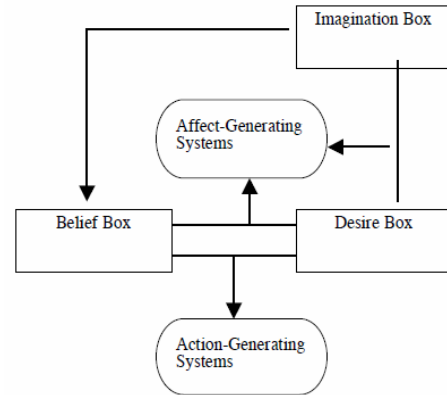 Imagination Box
Affect-Generating
Systems
Belief Box
Desire Box
Action-Generating
Systems